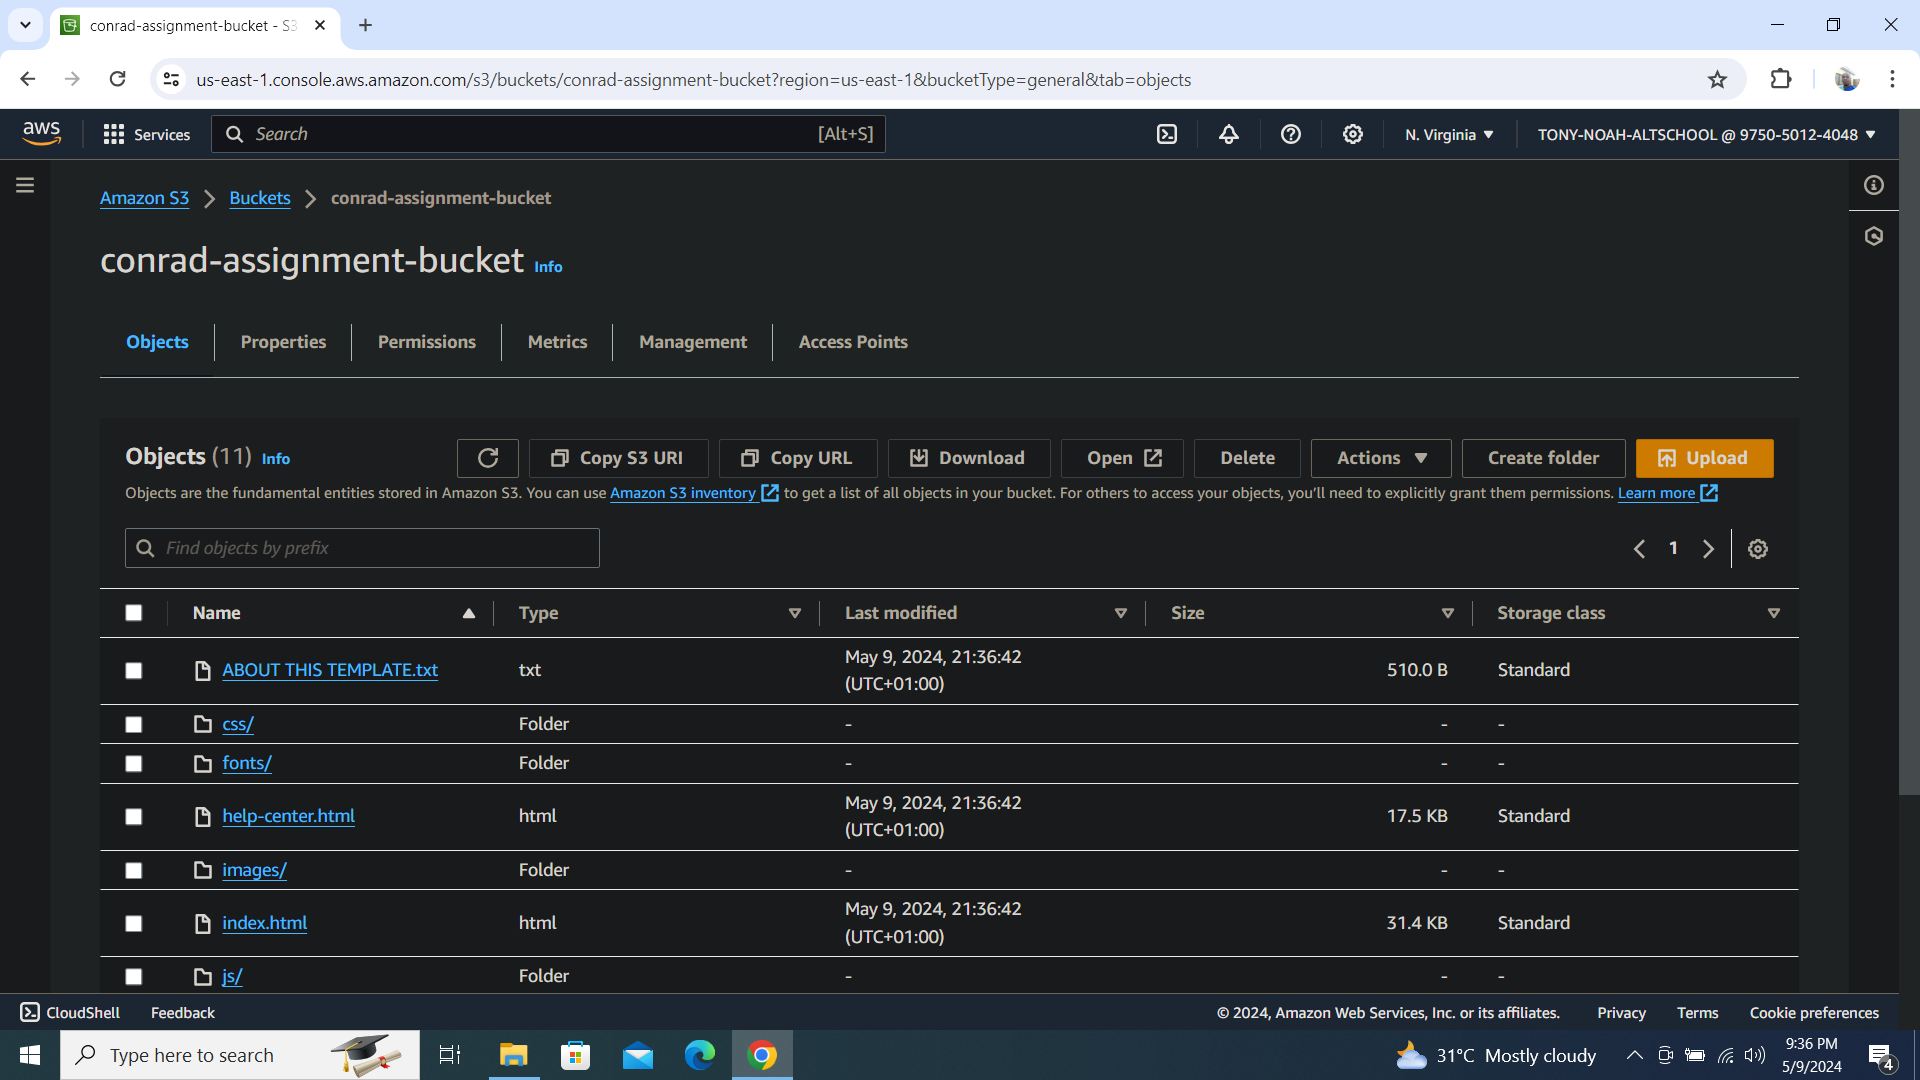 conrad-assignment-bucket - S3
us-east-1.console.aws.amazon.com/s3/buckets/conrad-assignment-bucket?region=us-east-1&bucketType=general&tab=objects
aws Services Search [Alt+S] N. Virginia TONY-NOAH-ALTSCHOOL @ 9750-5012-4048
Amazon S3 Buckets conrad-assignment-bucket
conrad-assignment-bucket Info
Objects Properties Permissions Metrics Management Access Points
Objects (11) Info Copy S3 URI Copy URL Download Open Delete Actions Create folder Upload
Objects are the fundamental entities stored in Amazon S3. You can use Amazon S3 inventory to get a list of all objects in your bucket. For others to access your objects, you'll need to explicitly grant them permissions. Learn more
Find objects by prefix 1
Name Type Last modified Size Storage class
ABOUT THIS TEMPLATE.txt txt May 9, 2024, 21:36:42 (UTC+01:00) 510.0 B Standard
css/ Folder - - -
fonts/ Folder - - -
help-center.html html May 9, 2024, 21:36:42 (UTC+01:00) 17.5 KB Standard
images/ Folder - - -
index.html html May 9, 2024, 21:36:42 (UTC+01:00) 31.4 KB Standard
js/ Folder - - -
CloudShell Feedback © 2024, Amazon Web Services, Inc. or its affiliates. Privacy Terms Cookie preferences
Type here to search 31°C Mostly cloudy 9:36 PM
5/9/2024 4